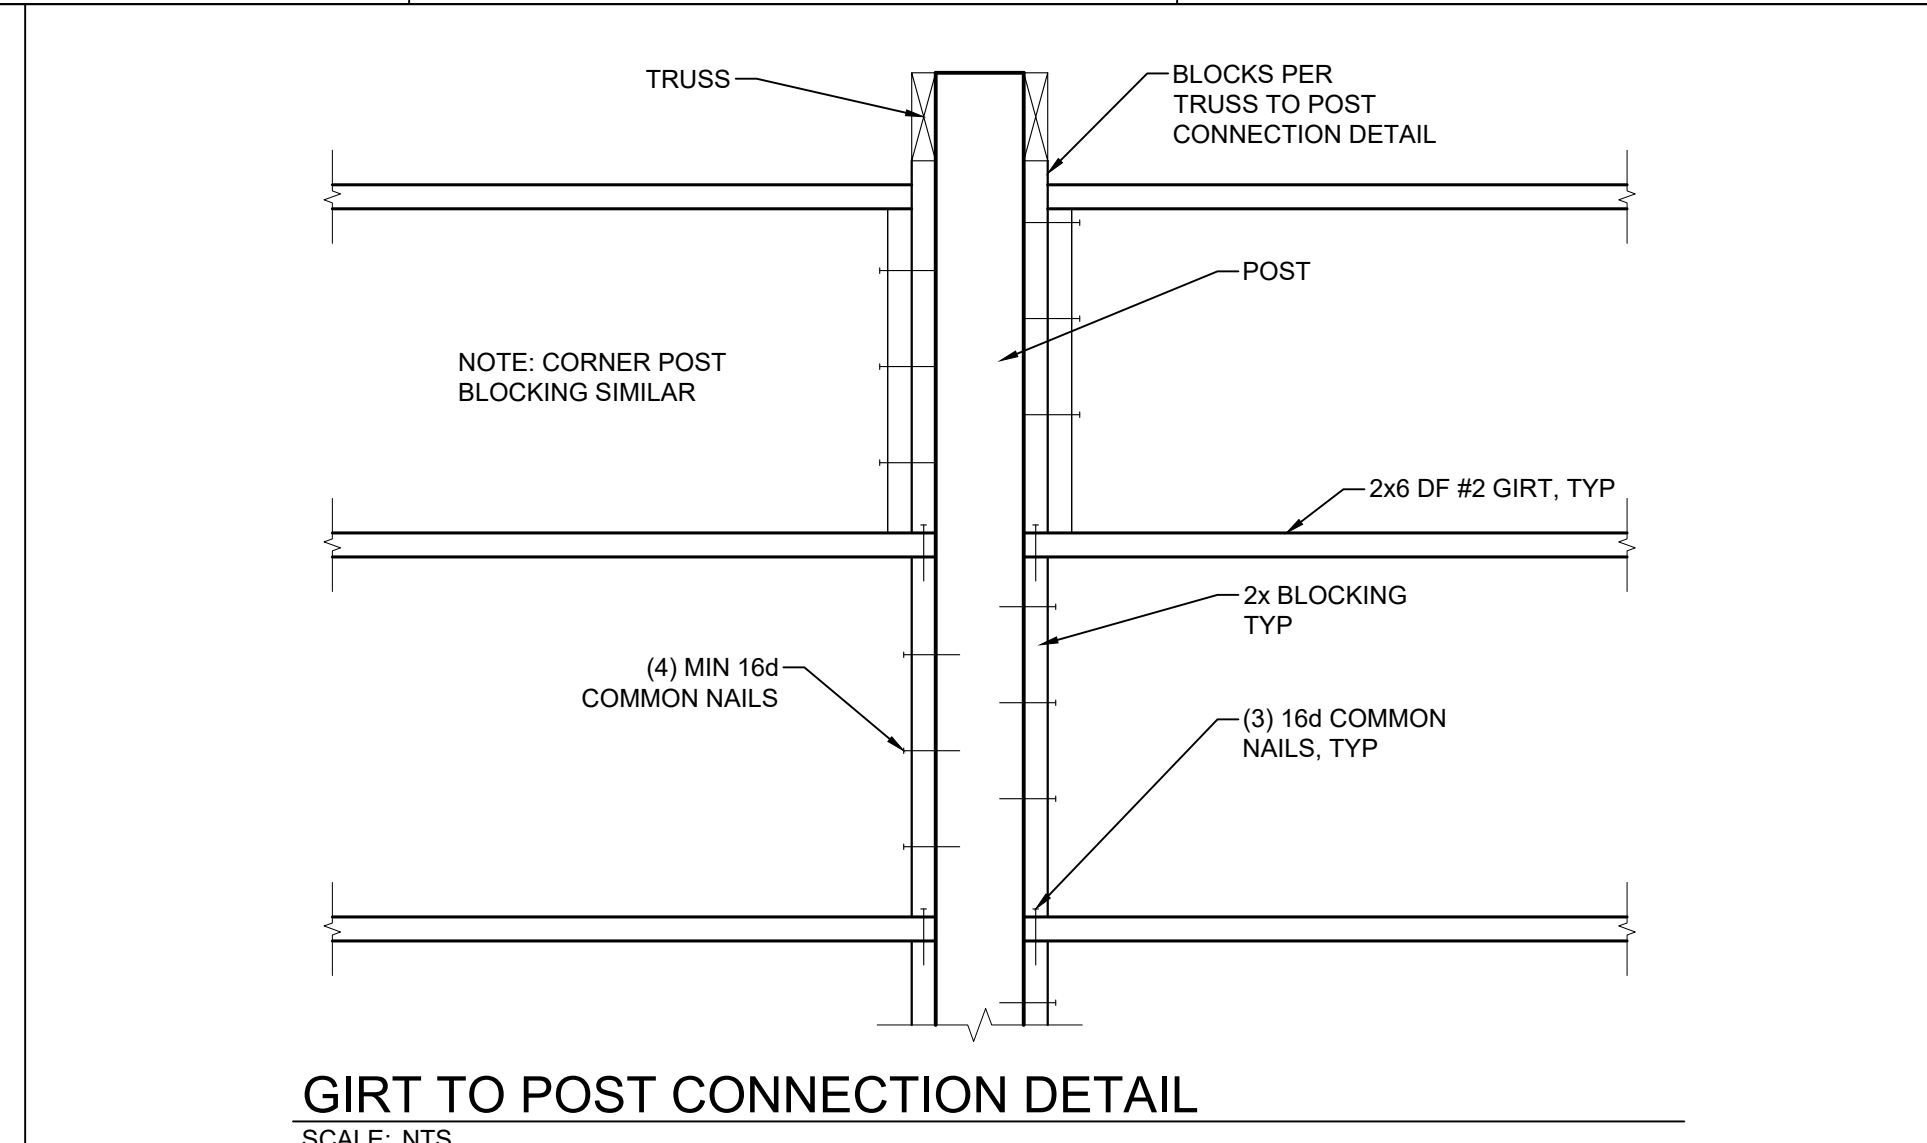 TRUSS
BLOCKS PER
TRUSS TO POST
CONNECTION DETAIL
POST
NOTE: CORNER POST
BLOCKING SIMILAR
2x6 DF #2 GIRT, TYP
2x BLOCKING
TYP
(4) MIN 16d
COMMON NAILS
(3) 16d COMMON
NAILS, TYP
GIRT TO POST CONNECTION DETAIL
SCALE: NTS